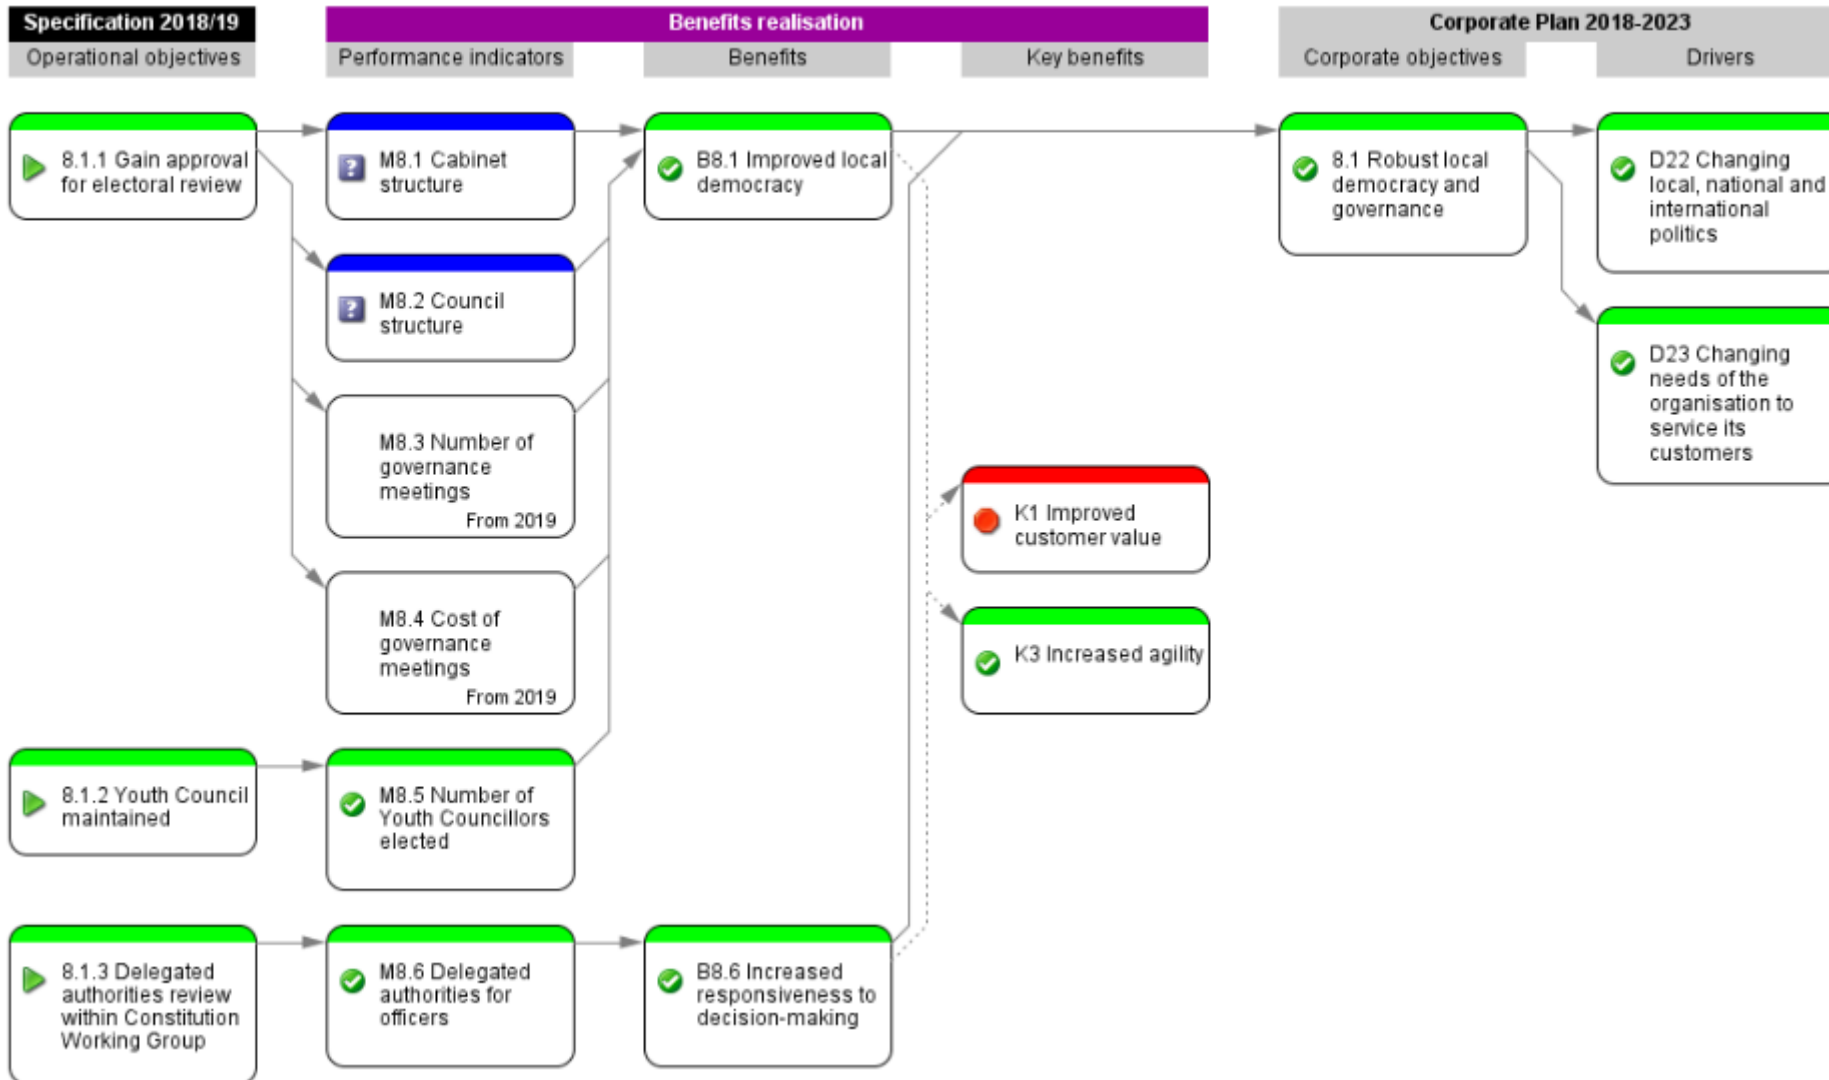 Specification 2018/19
Benefits realisation
Corporate Plan 2018-2023
Operational objectives
Performance indicators
Benefits
Key benefits
Corporate objectives
Drivers
8.1.1 Gain approval
for electoral review
M8.1 Cabinet
structure
B8.1 Improved local
democracy
8.1 Robust local
democracy and
governance
D22 Changing
local, national and
international
politics
M8.2 Council
structure
D23 Changing
needs of the
organisation to
service its
customers
M8.3 Number of
governance
meetings
From 2019
K1 Improved
customer value
M8.4 Cost of
governance
meetings
From 2019
K3 Increased agility
8.1.2 Youth Council
maintained
M8.5 Number of
Youth Councillors
elected
8.1.3 Delegated
authorities review
within Constitution
Working Group
M8.6 Delegated
authorities for
officers
B8.6 Increased
responsiveness to
decision-making